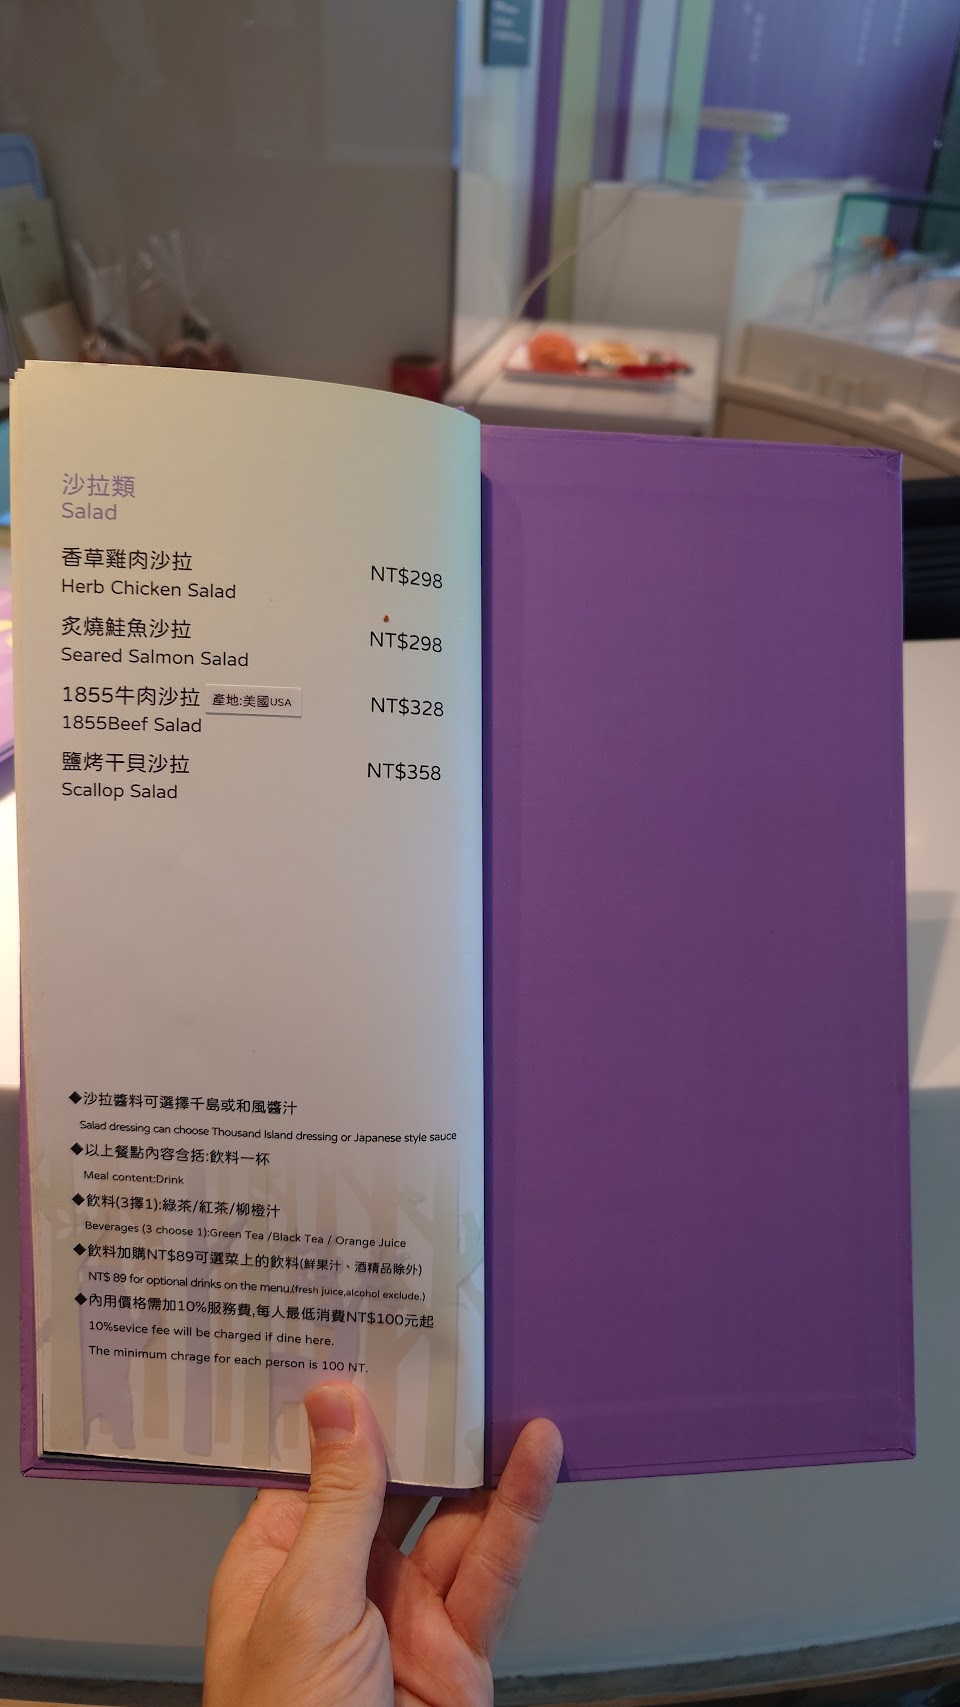 沙拉類
Salad
香草雞肉沙拉
Herb Chicken Salad
NT$298
炙燒鮭魚沙拉
Seared Salmon Salad
NT$298
1855牛肉沙拉 產地:美國USA
1855Beef Salad
NT$328
鹽烤干貝沙拉
Scallop Salad
NT$358
◆沙拉醬料可選擇千島或和風醬汁
Salad dressing can choose Thousand Island dressing or Japanese style sauce
◆以上餐點內容含括:飲料一杯
Meal content:Drink
◆飲料(3擇1):綠茶/紅茶/柳橙汁
Beverages (3 choose 1):Green Tea /Black Tea / Orange Juice
◆飲料加購NT$89可選菜上的飲料(鮮果汁、酒精品除外)
NT$ 89 for optional drinks on the menu.(fresh juice,alcohol exclude.)
◆內用價格需加10%服務費,每人最低消費NT$100元起
10%sevice fee will be charged if dine here.
The minimum chrage for each person is 100 NT.